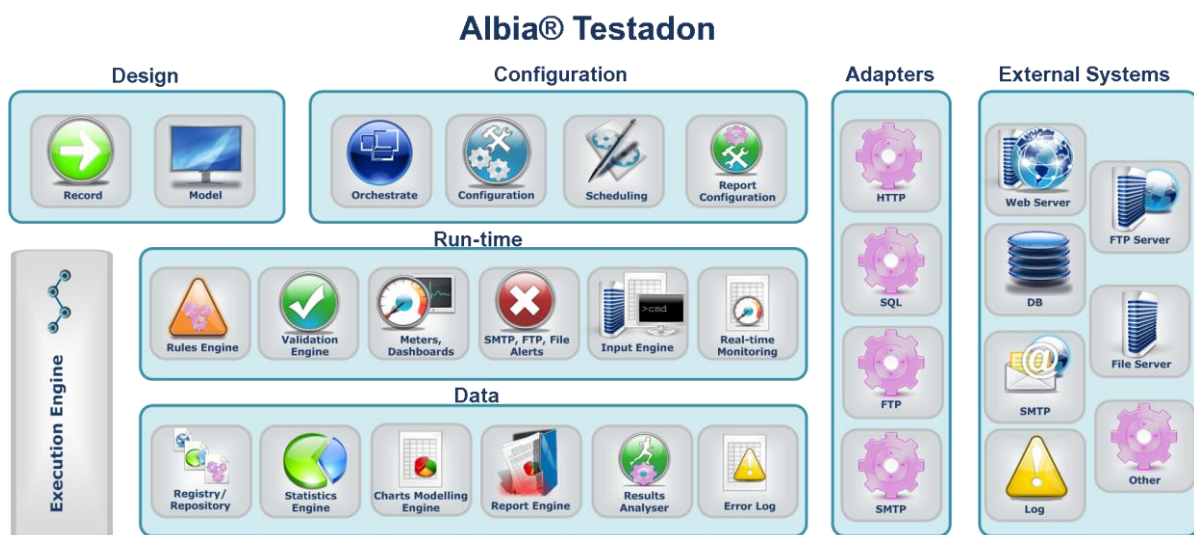 Albia® Testadon
Design
Configuration
Adapters
External Systems
Record
Model
Orchestrate
Configuration
Scheduling
Report
Configuration
HTTP
Web Server
FTP Server
Run-time
Execution Engine
Rules Engine
Validation
Engine
Meters,
Dashboards
SMTP, FTP, File
Alerts
>cmd
Input Engine
Real-time
Monitoring
SQL
DB
File Server
Data
Registry/
Repository
Statistics
Engine
Charts Modelling
Engine
Report Engine
Results
Analyser
Error Log
FTP
SMTP
@
SMTP
Log
Other